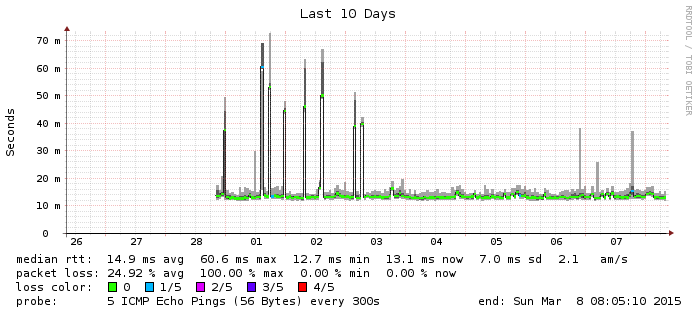 Last 10 Days
RRDTOOL / TOBI OETIKER
Seconds
70 m
60 m
50 m
40 m
30 m
20 m
10 m
0
26 27 28 01 02 03 04 05 06 07
median rtt: 14.9 ms avg 60.6 ms max 12.7 ms min 13.1 ms now 7.0 ms sd 2.1 am/s
packet loss: 24.92 % avg 100.00 % max 0.00 % min 0.00 % now
loss color: 0 1/5 2/5 3/5 4/5
probe: 5 ICMP Echo Pings (56 Bytes) every 300s end: Sun Mar 8 08:05:10 2015